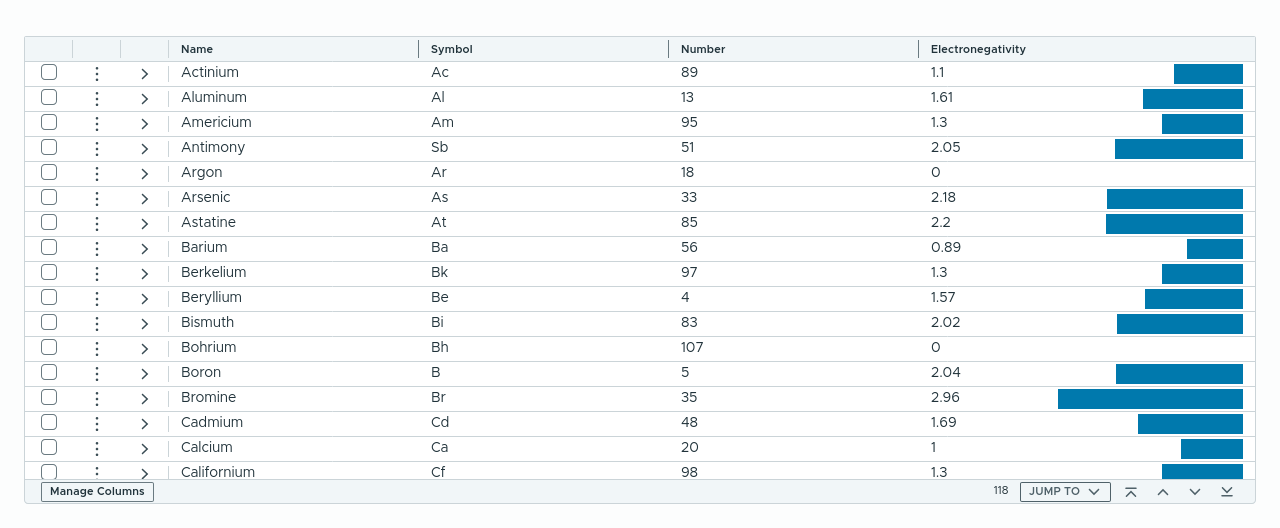 Name Symbol Number Electronegativity
Actinium Ac 89 1.1
Aluminum Al 13 1.61
Americium Am 95 1.3
Antimony Sb 51 2.05
Argon Ar 18 0
Arsenic As 33 2.18
Astatine At 85 2.2
Barium Ba 56 0.89
Berkelium Bk 97 1.3
Beryllium Be 4 1.57
Bismuth Bi 83 2.02
Bohrium Bh 107 0
Boron B 5 2.04
Bromine Br 35 2.96
Cadmium Cd 48 1.69
Calcium Ca 20 1
Californium Cf 98 1.3
Manage Columns 118 JUMP TO